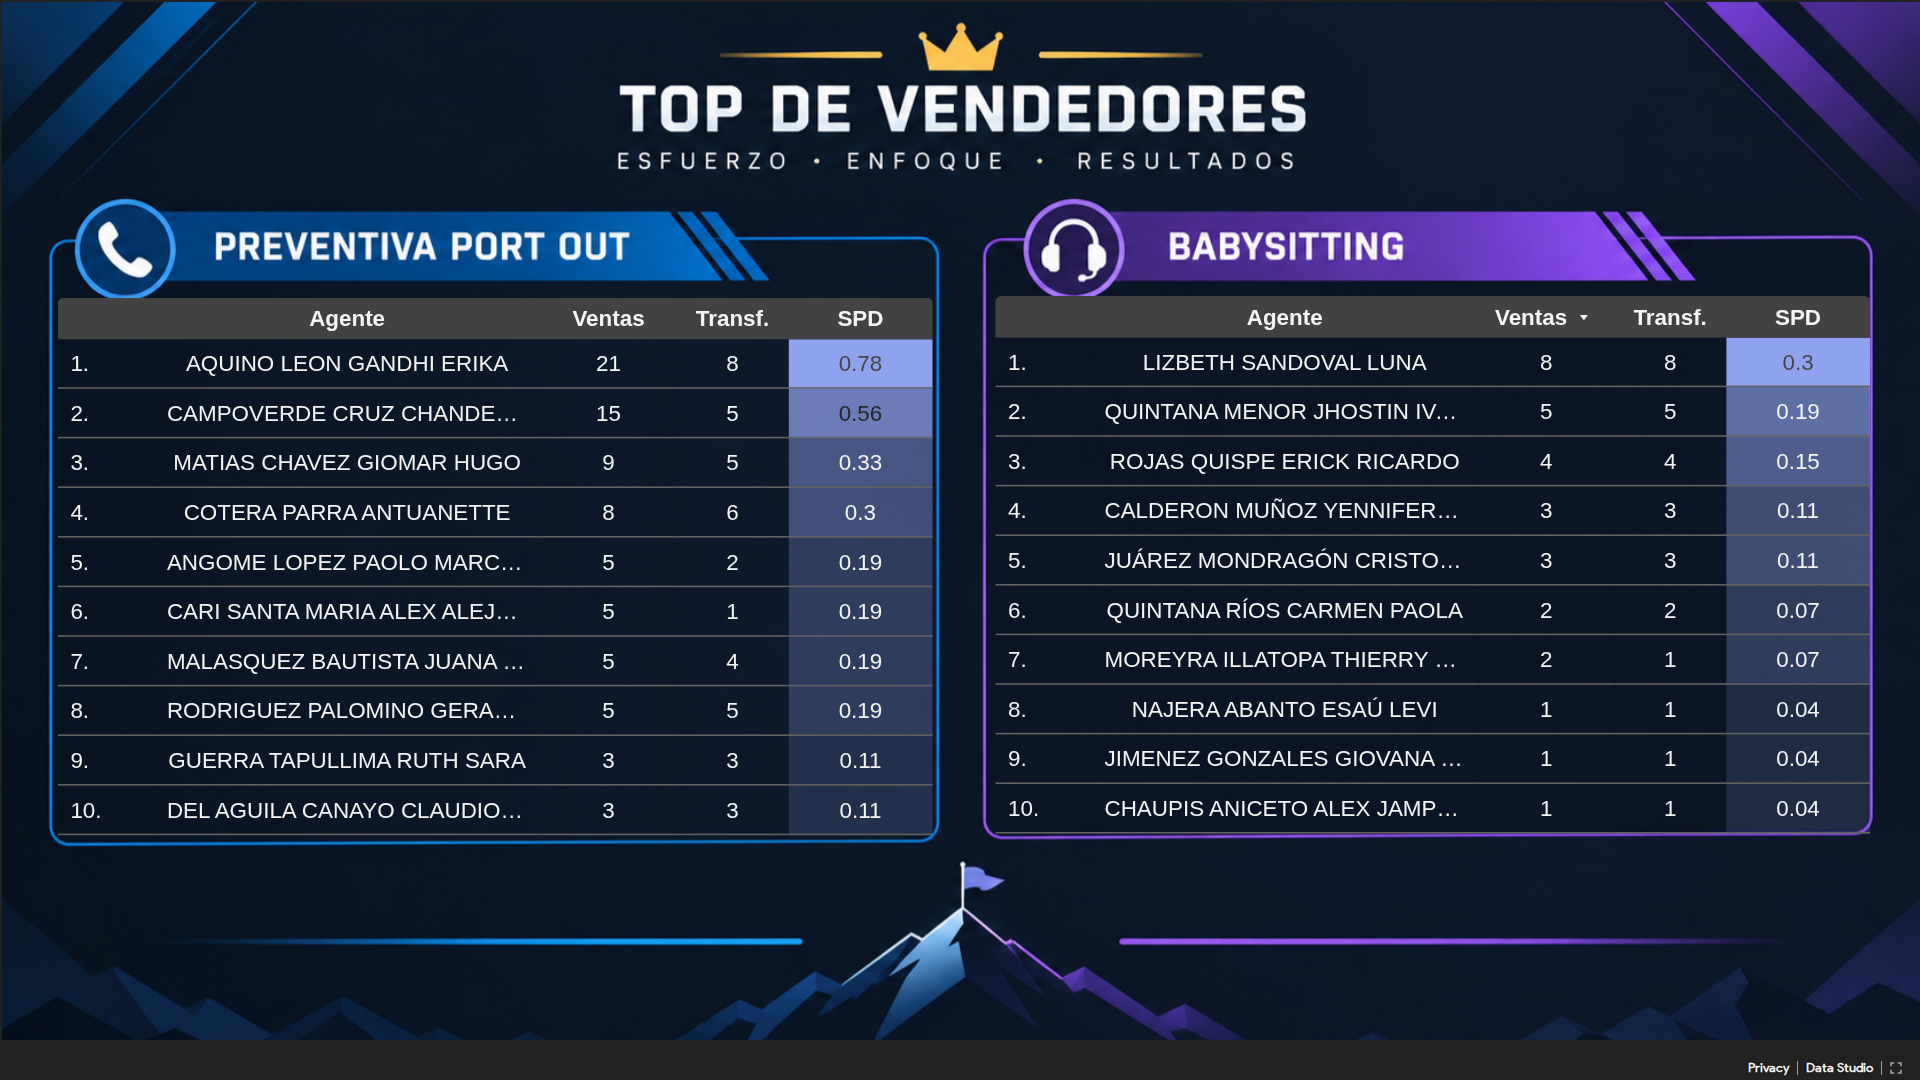 TOP DE VENDEDORES
ESFUERZO • ENFOQUE • RESULTADOS
PREVENTIVA PORT OUT
Agente Ventas Transf. SPD
1. AQUINO LEON GANDHI ERIKA 21 8 0.78
2. CAMPOVERDE CRUZ CHANDE... 15 5 0.56
3. MATIAS CHAVEZ GIOMAR HUGO 9 5 0.33
4. COTERA PARRA ANTUANETTE 8 6 0.3
5. ANGOME LOPEZ PAOLO MARC... 5 2 0.19
6. CARI SANTA MARIA ALEX ALEJ... 5 1 0.19
7. MALASQUEZ BAUTISTA JUANA ... 5 4 0.19
8. RODRIGUEZ PALOMINO GERA... 5 5 0.19
9. GUERRA TAPULLIMA RUTH SARA 3 3 0.11
10. DEL AGUILA CANAYO CLAUDIO... 3 3 0.11
BABYSITTING
Agente Ventas Transf. SPD
1. LIZBETH SANDOVAL LUNA 8 8 0.3
2. QUINTANA MENOR JHOSTIN IV... 5 5 0.19
3. ROJAS QUISPE ERICK RICARDO 4 4 0.15
4. CALDERON MUÑOZ YENNIFER... 3 3 0.11
5. JUÁREZ MONDRAGÓN CRISTO... 3 3 0.11
6. QUINTANA RÍOS CARMEN PAOLA 2 2 0.07
7. MOREYRA ILLATOPA THIERRY ... 2 1 0.07
8. NAJERA ABANTO ESAÚ LEVI 1 1 0.04
9. JIMENEZ GONZALES GIOVANA ... 1 1 0.04
10. CHAUPIS ANICETO ALEX JAMP... 1 1 0.04
Privacy | Data Studio